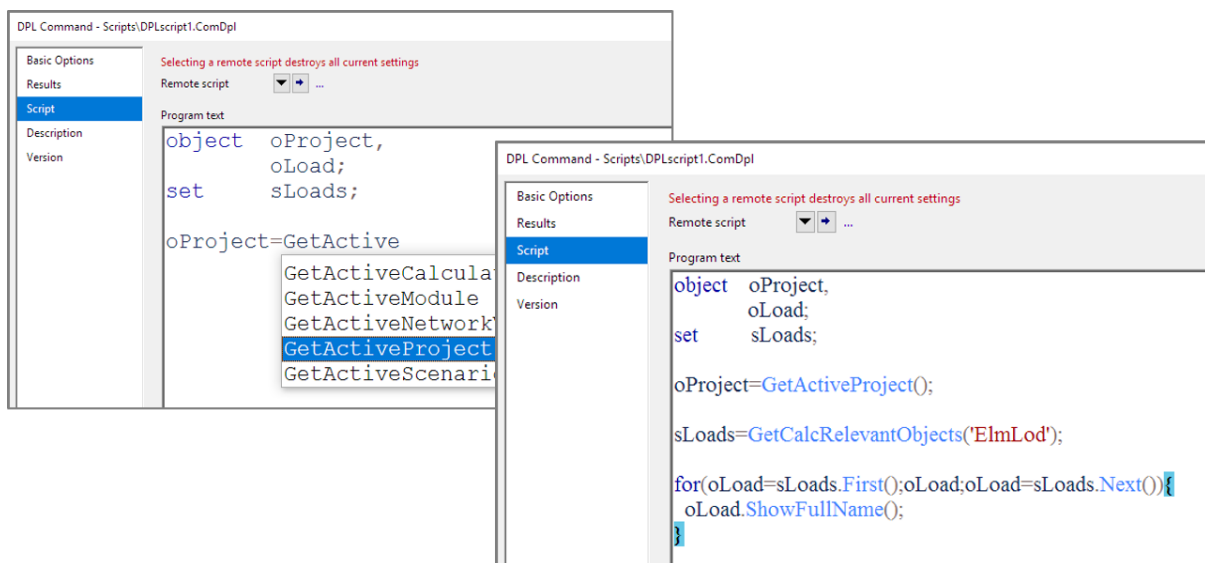 DPL Command - Scripts\DPLscript1.ComDpl
Basic Options
Results
Script
Description
Version
Selecting a remote script destroys all current settings
Remote script ...
Program text
object oProject,
oLoad;
set sLoads;
oProject=GetActive
GetActiveCalcula
GetActiveModule
GetActiveNetwork
GetActiveProject
GetActiveScenari
DPL Command - Scripts\DPLscript1.ComDpl
Basic Options
Results
Script
Description
Version
Selecting a remote script destroys all current settings
Remote script ...
Program text
object oProject,
oLoad;
set sLoads;
oProject=GetActiveProject();
sLoads=GetCalcRelevantObjects('ElmLod');
for(oLoad=sLoads.First();oLoad;oLoad=sLoads.Next()){
oLoad.ShowFullName();
}